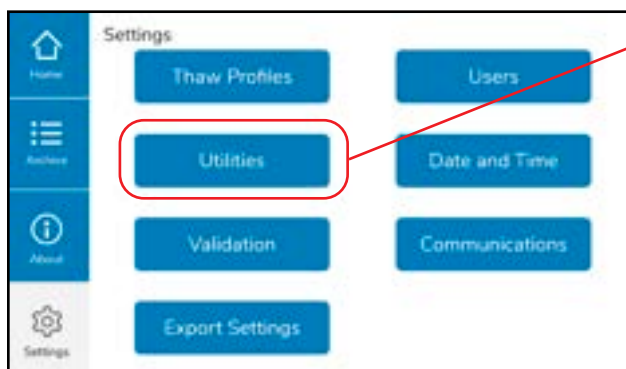 Settings
Home
Thaw Profiles
Users
Archive
Utilities
Date and Time
About
Validation
Communications
Settings
Export Settings